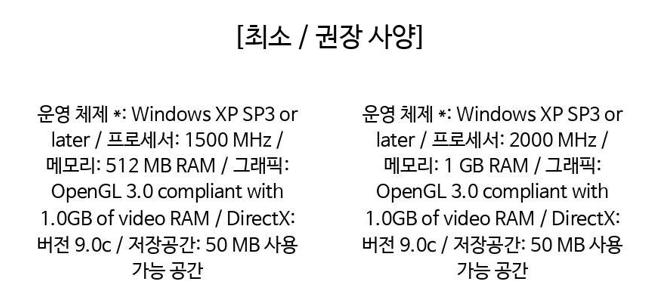 [최소 / 권장 사양]
운영 체제 *: Windows XP SP3 or
later / 프로세서: 1500 MHz /
메모리: 512 MB RAM / 그래픽:
OpenGL 3.0 compliant with
1.0GB of video RAM / DirectX:
버전 9.0c / 저장공간: 50 MB 사용
가능 공간
운영 체제 *: Windows XP SP3 or
later / 프로세서: 2000 MHz /
메모리: 1 GB RAM / 그래픽:
OpenGL 3.0 compliant with
1.0GB of video RAM / DirectX:
버전 9.0c / 저장공간: 50 MB 사용
가능 공간